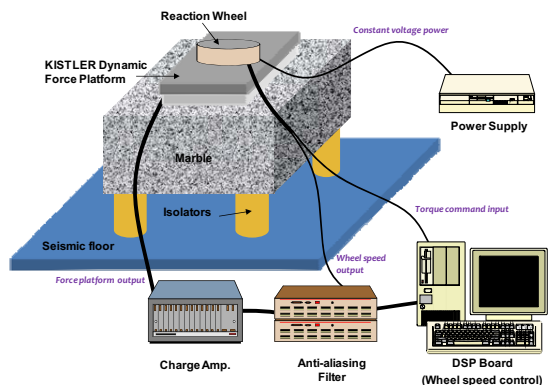 Reaction Wheel
Constant voltage power
KISTLER Dynamic
Force Platform
Power Supply
Marble
Isolators
Torque command input
Seismic floor
Wheel speed
output
Force platform output
Charge Amp.
Anti-aliasing
Filter
DSP Board
(Wheel speed control)